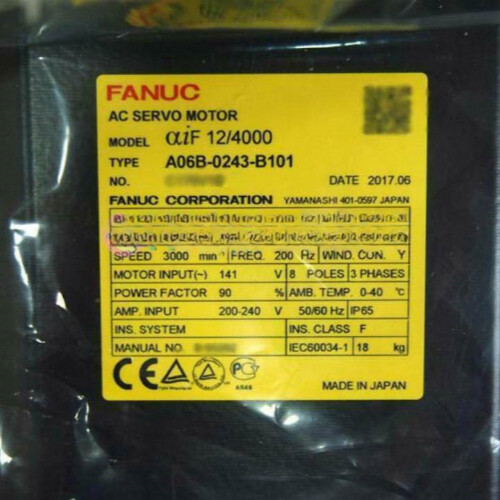 FANUC
AC SERVO MOTOR
MODEL αiF 12/4000
TYPE A06B-0243-B101
NO. DATE 2017.06
FANUC CORPORATION YAMANASHI 401-0597 JAPAN
SPEED 3000 min⁻¹ FREQ. 200 Hz WIND. CON. Y
MOTOR INPUT(~) 141 V 8 POLES 3 PHASES
POWER FACTOR 90 % AMB. TEMP. 0-40 ℃
AMP. INPUT 200-240 V 50/60 Hz IP65
INS. SYSTEM INS. CLASS F
MANUAL NO. IEC60034-1 18 kg
CE
MADE IN JAPAN